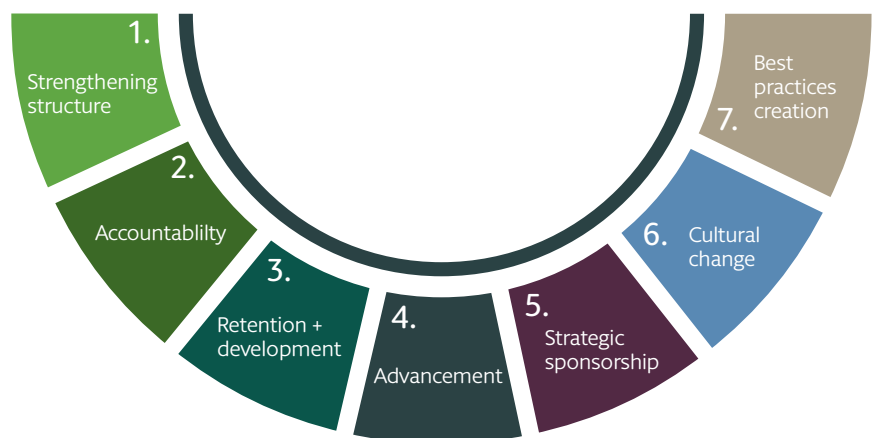 1.
Strengthening
structure
2.
Accountablilty
3.
Retention +
development
4.
Advancement
5.
Strategic
sponsorship
6.
Cultural
change
7.
Best
practices
creation